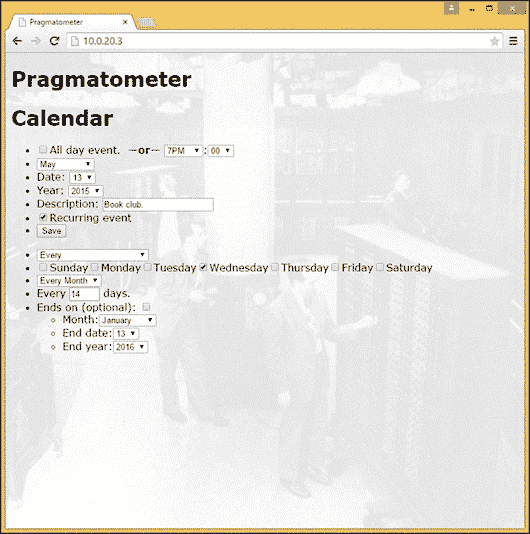 Pragmatometer
10.0.20.3
Pragmatometer
Calendar
All day event. —or— 7PM : 00
May
Date: 13
Year: 2015
Description: Book club.
Recurring event
Save
Every
Sunday Monday Tuesday Wednesday Thursday Friday Saturday
Every Month
Every 14 days.
Ends on (optional):
Month: January
End date: 13
End year: 2016